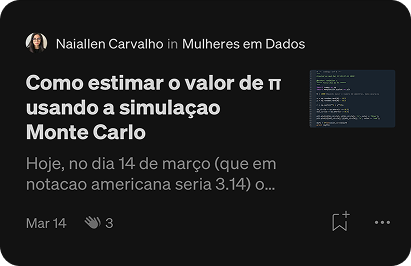 Naiallen Carvalho in Mulheres em Dados
Como estimar o valor de π
usando a simulaçao
Monte Carlo
Hoje, no dia 14 de março (que em
notacao americana seria 3.14) o...
Mar 14
3